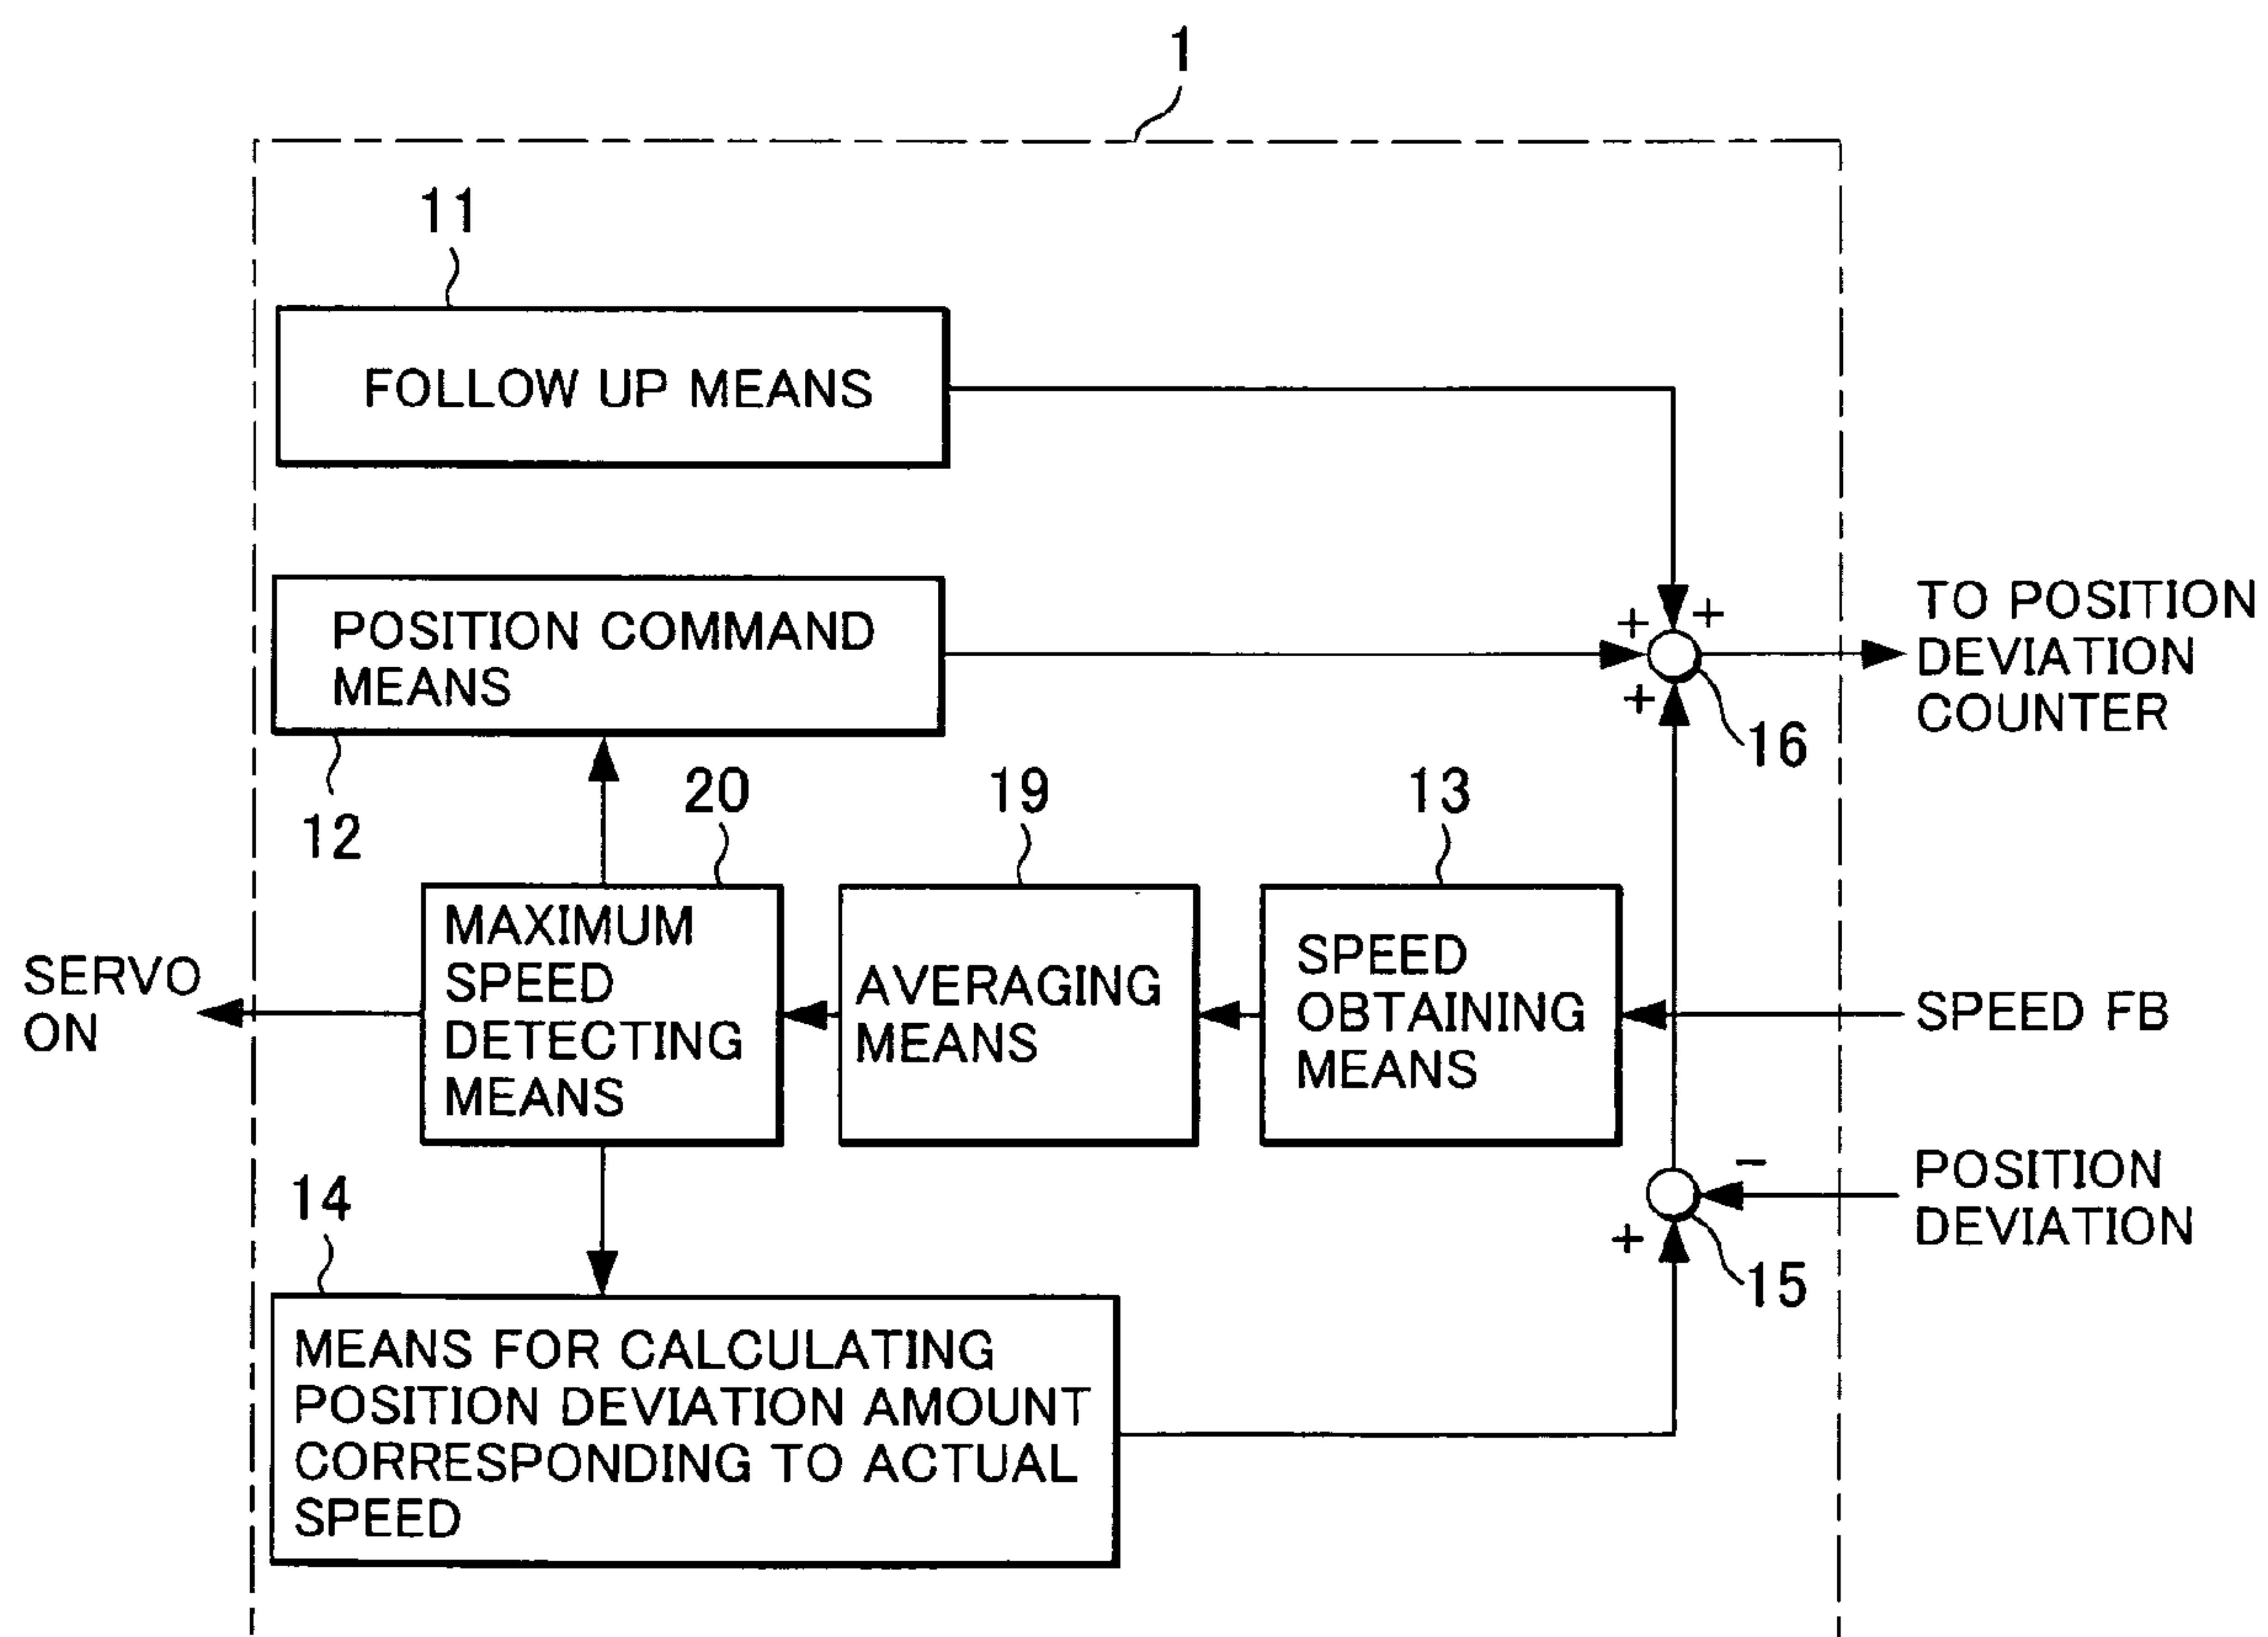 1
11
FOLLOW UP MEANS
POSITION COMMAND
MEANS
12
+
+
+
16
TO POSITION
DEVIATION
COUNTER
20
19
13
MAXIMUM
SPEED
DETECTING
MEANS
AVERAGING
MEANS
SPEED
OBTAINING
MEANS
SERVO
ON
SPEED FB
POSITION
DEVIATION
-
+
15
14
MEANS FOR CALCULATING
POSITION DEVIATION AMOUNT
CORRESPONDING TO ACTUAL
SPEED